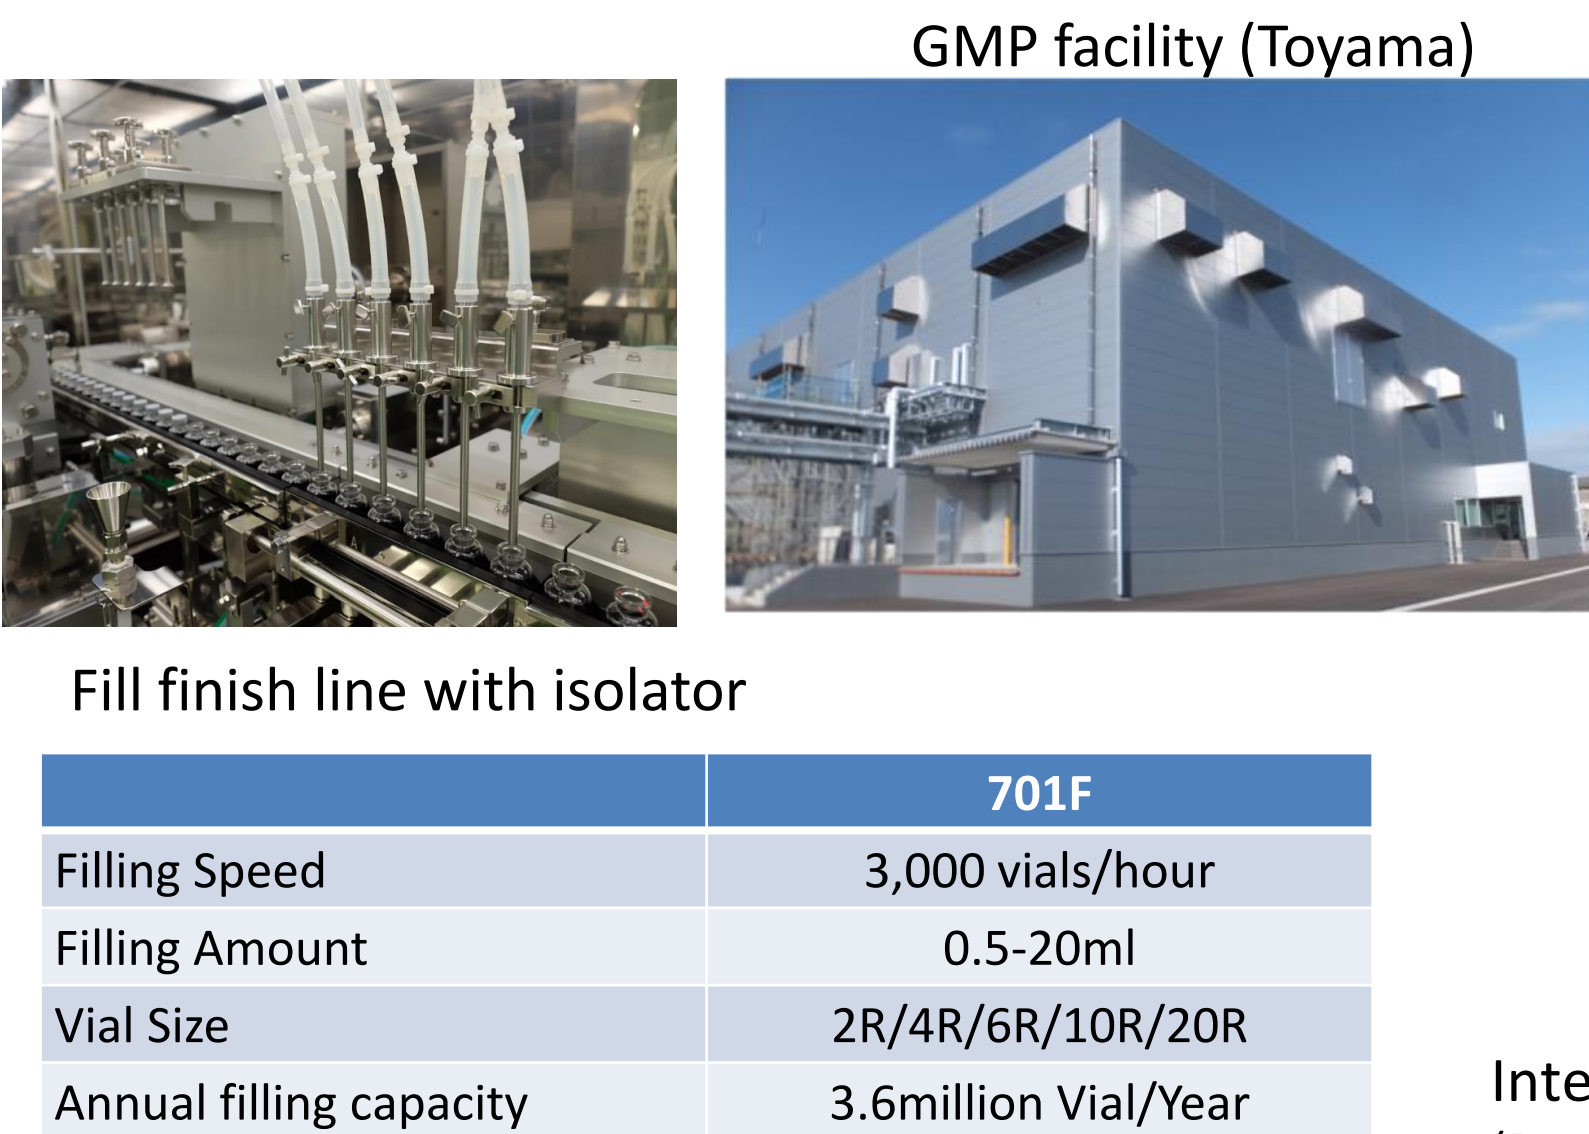 GMP facility (Toyama)
Fill finish line with isolator
701F
Filling Speed 3,000 vials/hour
Filling Amount 0.5-20ml
Vial Size 2R/4R/6R/10R/20R
Annual filling capacity 3.6million Vial/Year
Inte